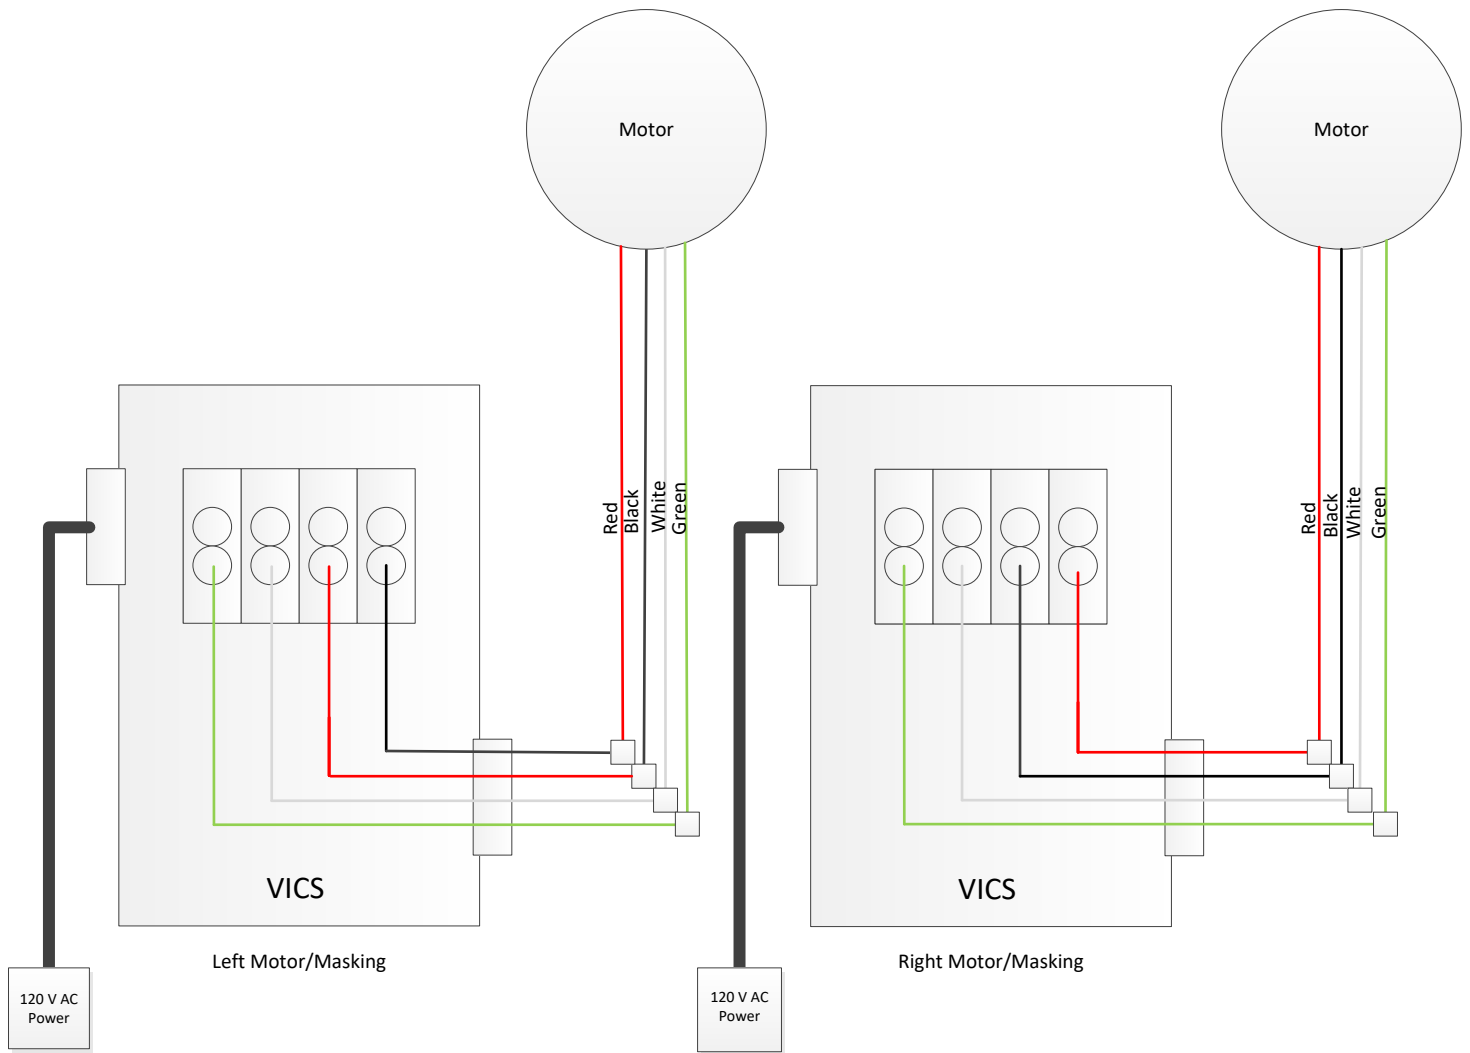 Motor
Motor
Red
Black
White
Green
Red
Black
White
Green
VICS
VICS
Left Motor/Masking
Right Motor/Masking
120 V AC
Power
120 V AC
Power